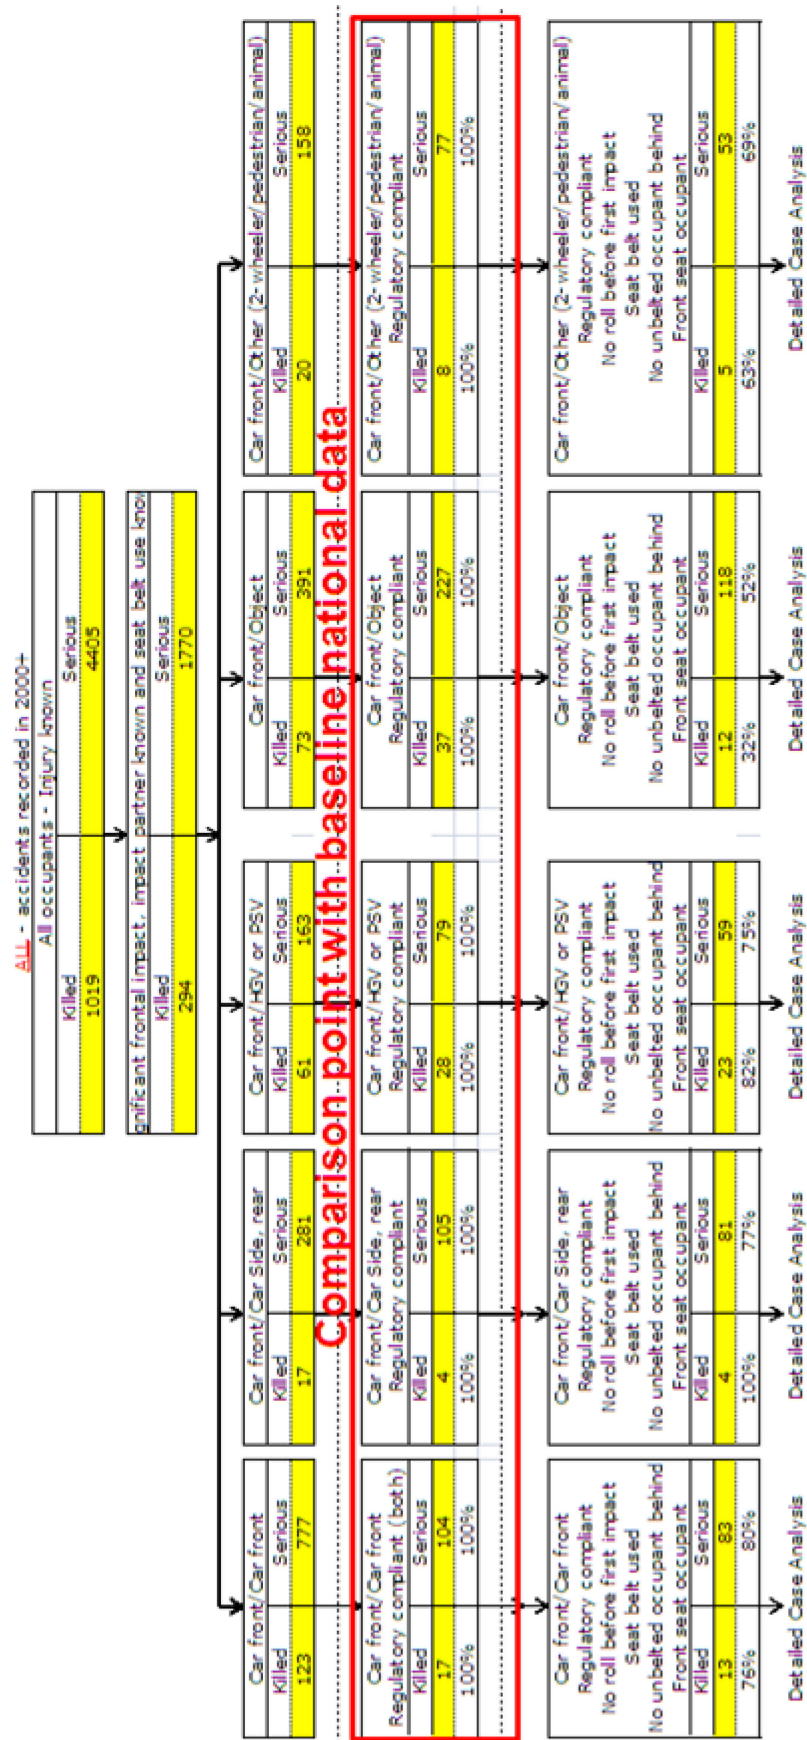 ALL - accidents recorded in 2000+
All occupants - Injury known
Killed Serious
1019 4405
gnificant frontal impact, impact partner known and seat belt use know
Killed Serious
294 1770
Car front/Car front
Killed Serious
123 777
Car front/Car Side, rear
Killed Serious
17 281
Car front/HGV or PSV
Killed Serious
61 163
Car front/Object
Killed Serious
73 391
Car front/Other (2-wheeler/pedestrian/animal)
Killed Serious
20 158
Comparison point with baseline national data
Car front/Car front
Regulatory compliant (both)
Killed Serious
17 104
100% 100%
Car front/Car Side, rear
Regulatory compliant
Killed Serious
4 105
100% 100%
Car front/HGV or PSV
Regulatory compliant
Killed Serious
28 79
100% 100%
Car front/Object
Regulatory compliant
Killed Serious
37 227
100% 100%
Car front/Other (2-wheeler/pedestrian/animal)
Regulatory compliant
Killed Serious
8 77
100% 100%
Car front/Car front
Regulatory compliant
No roll before first impact
Seat belt used
No unbelted occupant behind
Front seat occupant
Killed Serious
13 83
76% 80%
Detailed Case Analysis
Car front/Car Side, rear
Regulatory compliant
No roll before first impact
Seat belt used
No unbelted occupant behind
Front seat occupant
Killed Serious
4 81
100% 77%
Detailed Case Analysis
Car front/HGV or PSV
Regulatory compliant
No roll before first impact
Seat belt used
No unbelted occupant behind
Front seat occupant
Killed Serious
23 59
82% 75%
Detailed Case Analysis
Car front/Object
Regulatory compliant
No roll before first impact
Seat belt used
No unbelted occupant behind
Front seat occupant
Killed Serious
12 118
32% 52%
Detailed Case Analysis
Car front/Other (2-wheeler/pedestrian/animal)
Regulatory compliant
No roll before first impact
Seat belt used
No unbelted occupant behind
Front seat occupant
Killed Serious
5 53
63% 69%
Detailed Case Analysis